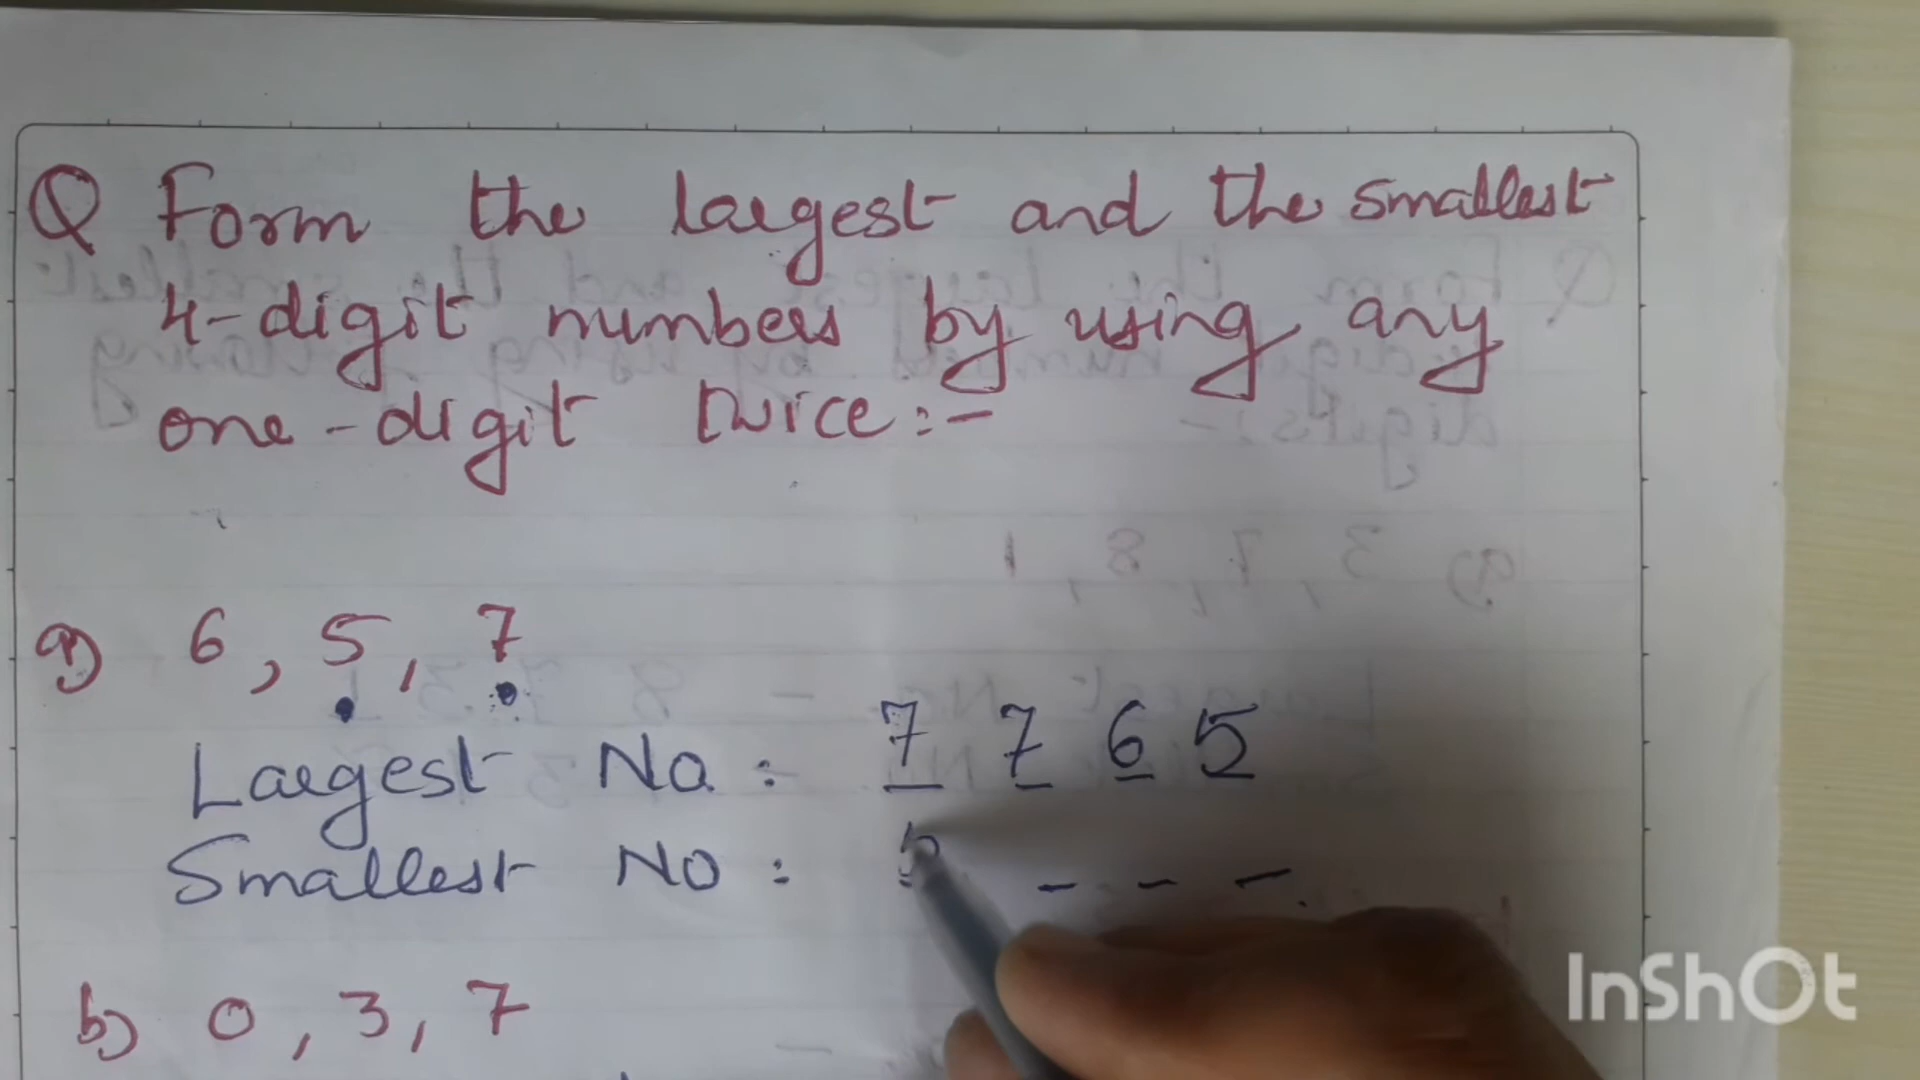 Q Form the largest and the smallest
4-digit numbers by using any
one-digit twice:-
a) 6, 5, 7
Largest No: 7 7 6 5
Smallest No: 5 _ _ _
b) 0, 3, 7
InShOt